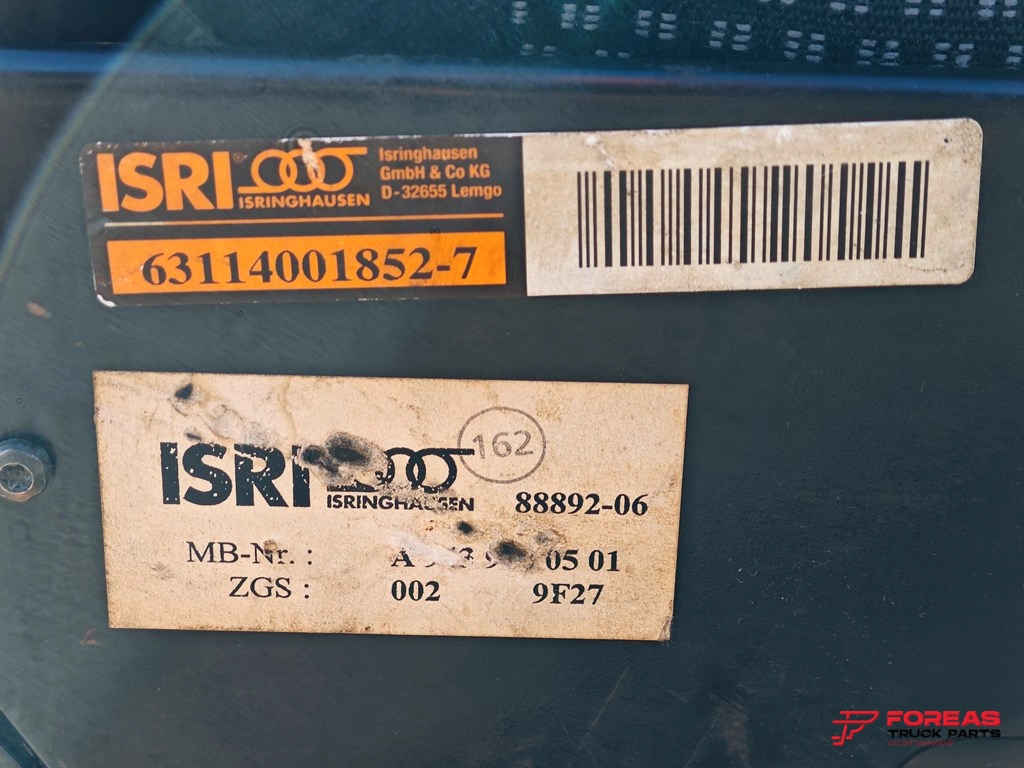 ISRI® ISRINGHAUSEN
Isringhausen
GmbH & Co KG
D-32655 Lemgo
63114001852-7
162
ISRI ISRINGHAUSEN 88892-06
MB-Nr. : A 05 01
ZGS : 002 9F27
FOREAS
TRUCK PARTS